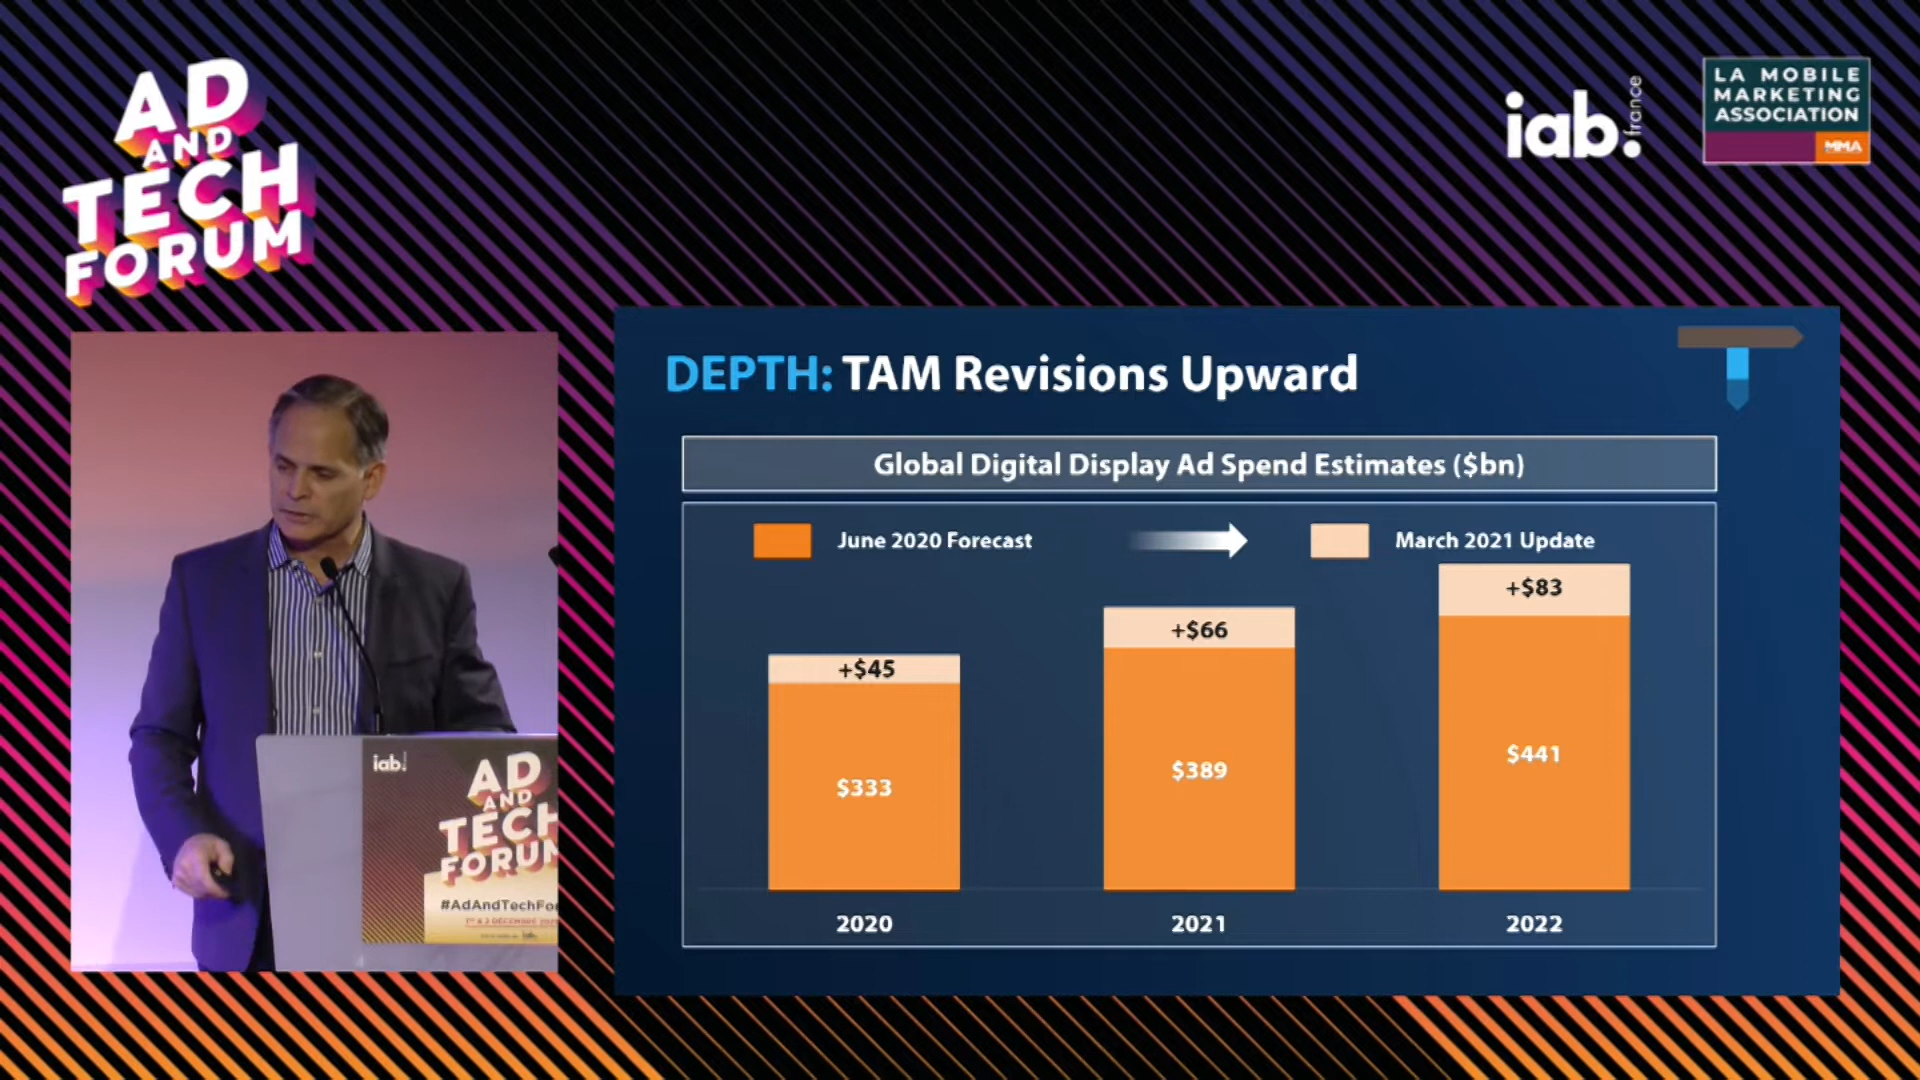 AD
AND
TECH
FORUM
iab.
france
LA MOBILE
MARKETING
ASSOCIATION
MMA
DEPTH: TAM Revisions Upward
Global Digital Display Ad Spend Estimates ($bn)
June 2020 Forecast
March 2021 Update
+$45
+$66
+$83
$333
$389
$441
2020
2021
2022
iab.
AD
AND
TECH
FORUM
#AdAndTechFo